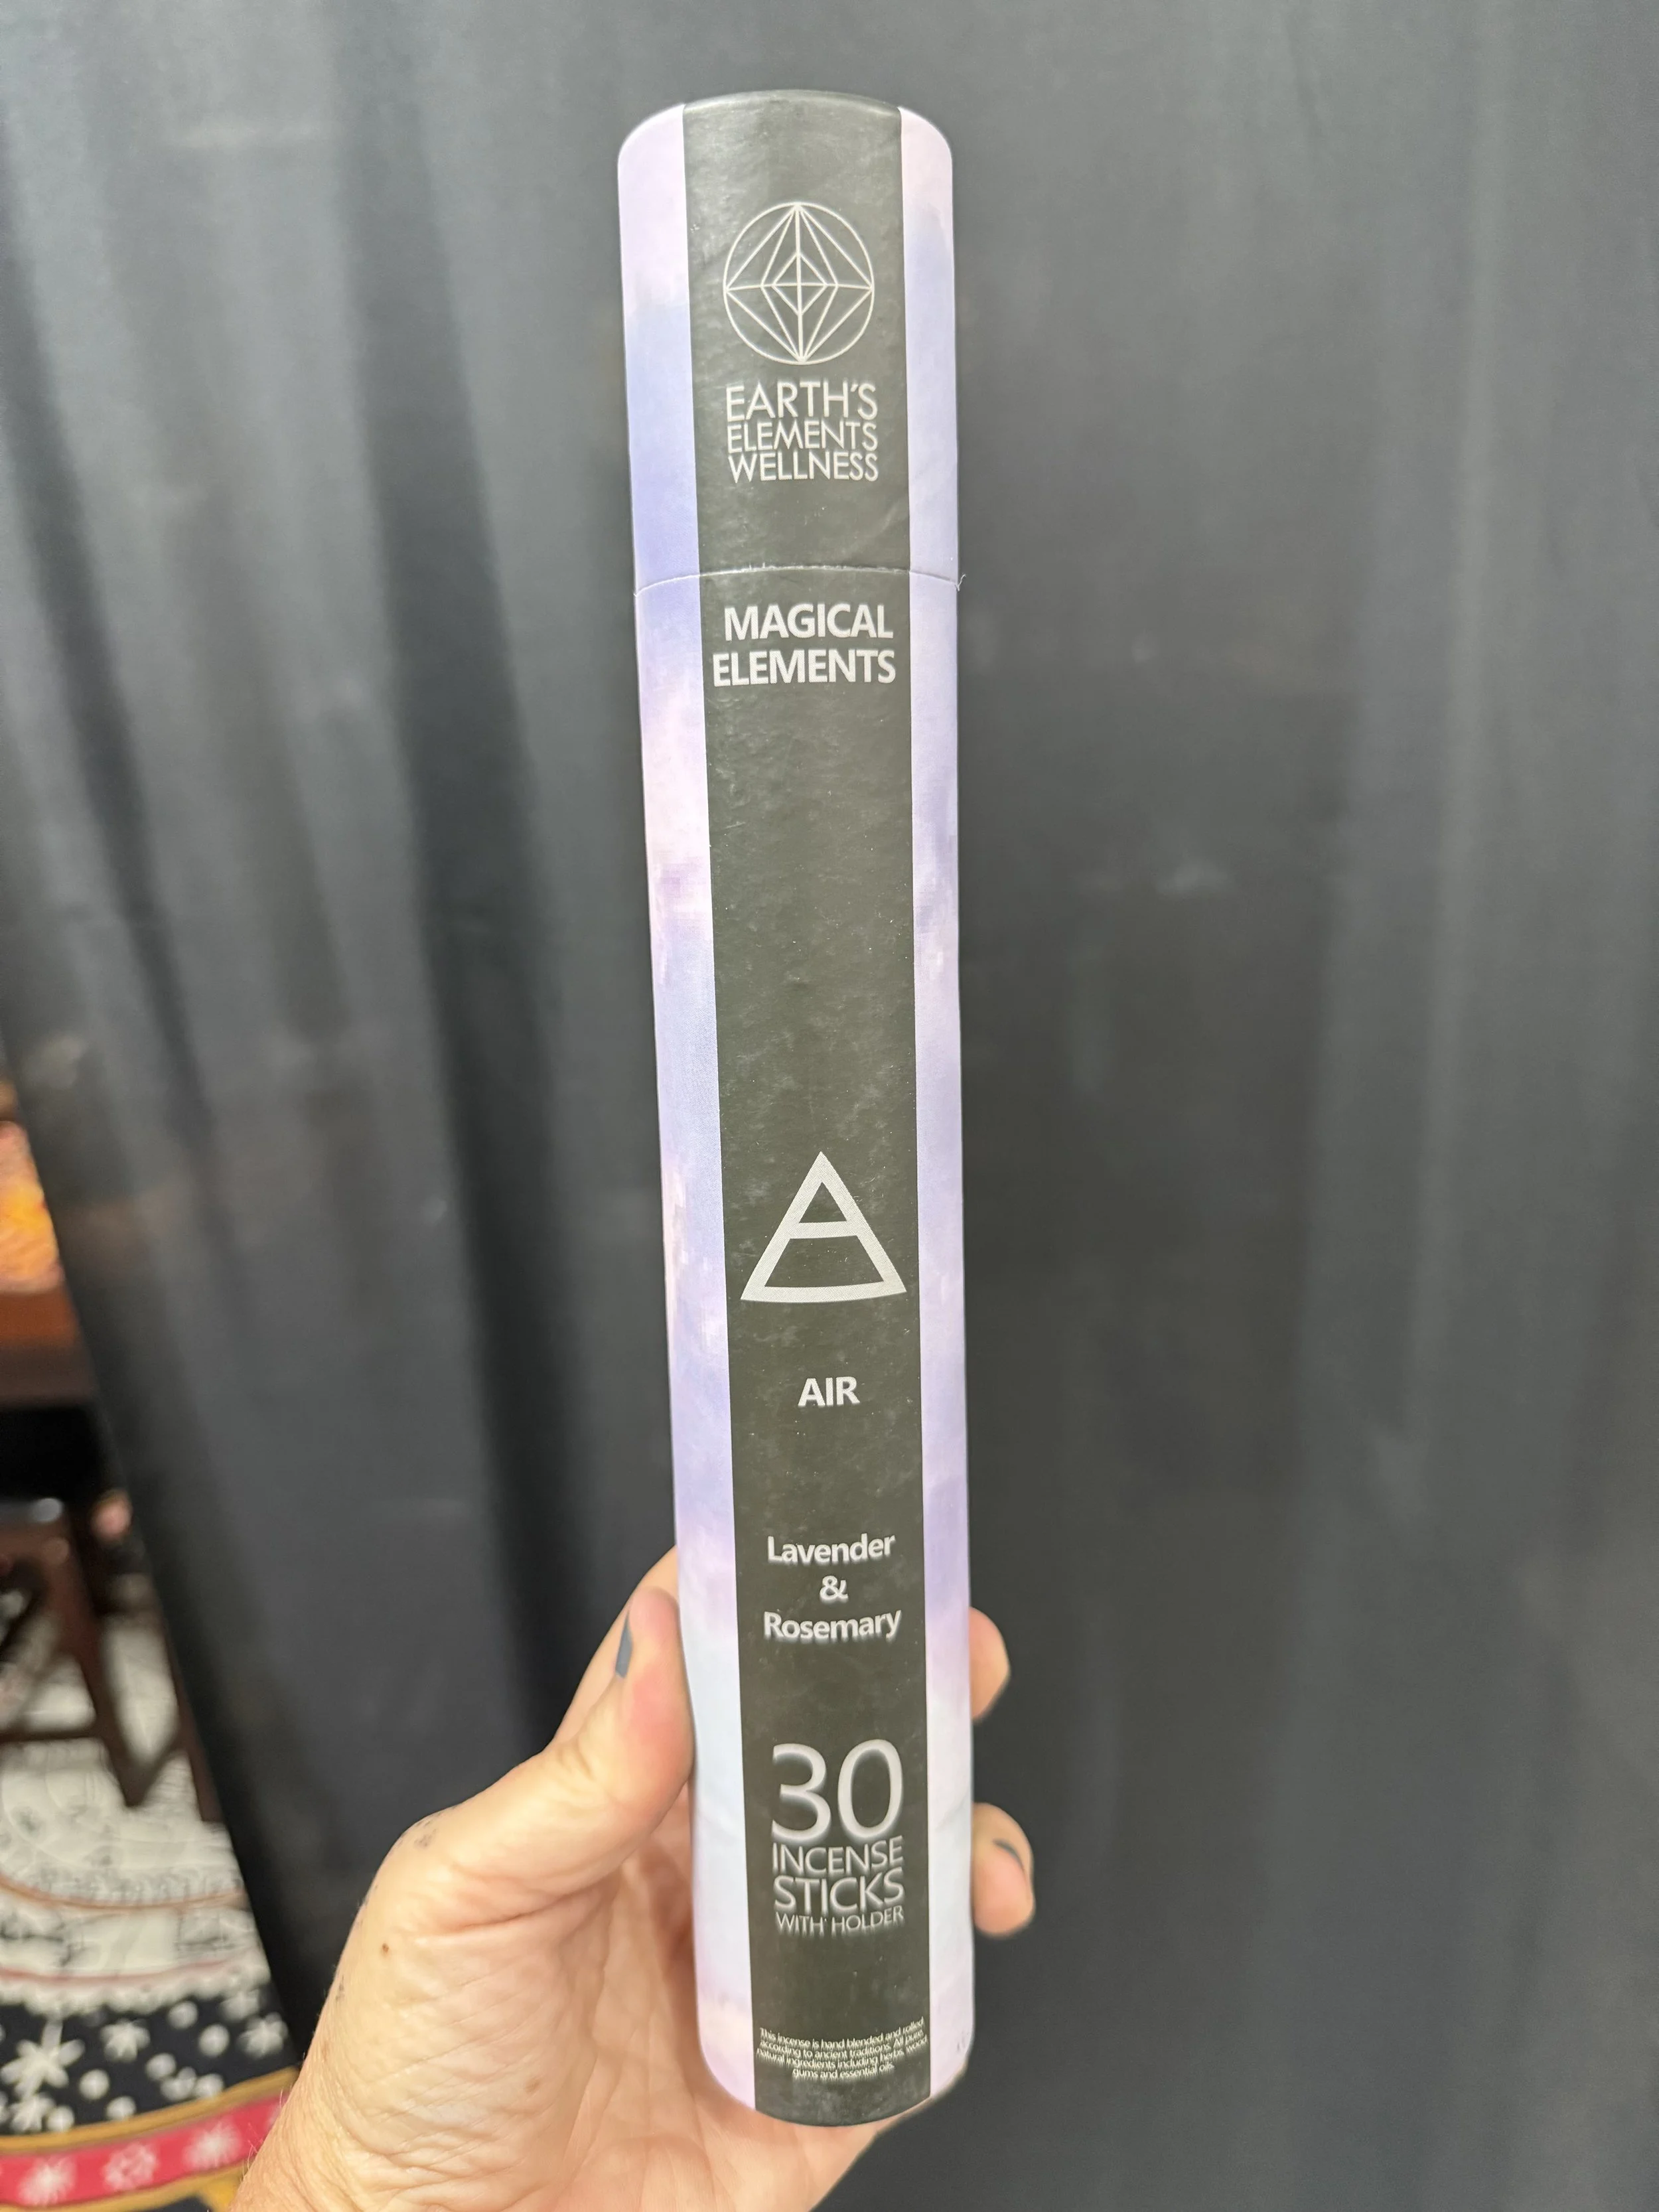 EARTH'S
ELEMENTS
WELLNESS
MAGICAL
ELEMENTS
AIR
Lavender
&
Rosemary
30
INCENSE
STICKS
WITH HOLDER
This incense is hand blended and rolled
according to ancient traditions. All pure,
natural ingredients including herbs, wood,
gums and essential oils.